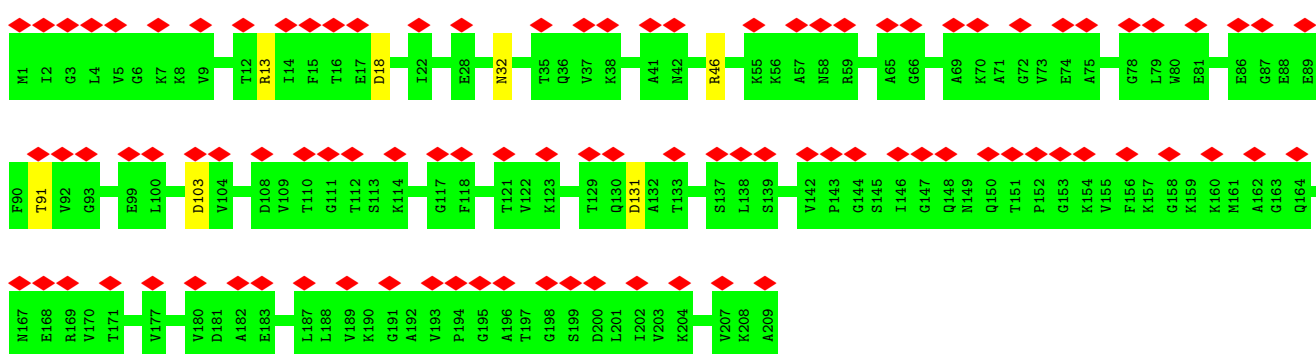 M1 I2 G3 L4 V5 G6 K7 K8 V9 T12 R13 I14 F15 T16 E17 D18 I22 E28 N32 T35 Q36 V37 K38 A41 N42 R46 K55 K56 A57 N58 R59 A65 G66 A69 K70 A71 G72 V73 E74 A75 G78 L79 W80 E81 E86 G87 E88 E89
F90 T91 V92 G93 E99 L100 D103 V104 D108 V109 T110 G111 T112 S113 K114 G117 F118 T121 V122 K123 T129 Q130 D131 A132 T133 S137 L138 S139 V142 P143 G144 S145 I146 G147 Q148 N149 Q150 T151 P152 G153 K154 V155 F156 K157 G158 K159 K160 M161 A162 G163 Q164
N167 E168 R169 V170 T171 V177 V180 D181 A182 E183 L187 L188 V189 K190 G191 A192 V193 P194 G195 A196 T197 G198 S199 D200 L201 I202 V203 K204 V207 K208 A209